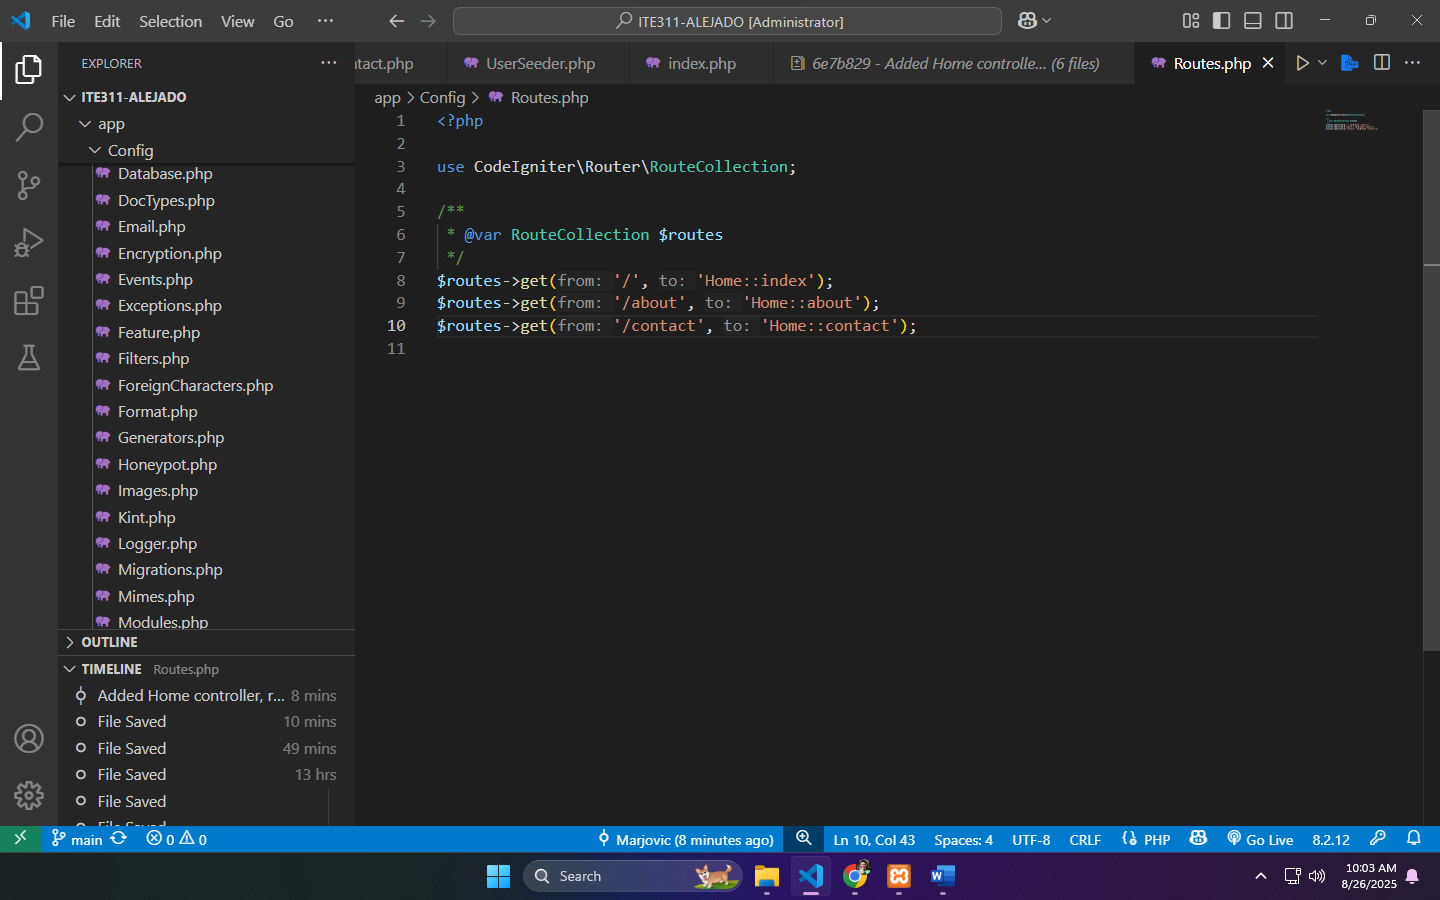 File Edit Selection View Go ···
ITE311-ALEJADO [Administrator]
EXPLORER
ntact.php
UserSeeder.php
index.php
6e7b829 - Added Home controlle... (6 files)
Routes.php
ITE311-ALEJADO
app
Config
Database.php
DocTypes.php
Email.php
Encryption.php
Events.php
Exceptions.php
Feature.php
Filters.php
ForeignCharacters.php
Format.php
Generators.php
Honeypot.php
Images.php
Kint.php
Logger.php
Migrations.php
Mimes.php
Modules.php
OUTLINE
TIMELINE Routes.php
Added Home controller, r... 8 mins
File Saved 10 mins
File Saved 49 mins
File Saved 13 hrs
File Saved
app > Config > Routes.php
1 <?php
2
3 use CodeIgniter\Router\RouteCollection;
4
5 /**
6 * @var RouteCollection $routes
7 */
8 $routes->get(from: '/', to: 'Home::index');
9 $routes->get(from: '/about', to: 'Home::about');
10 $routes->get(from: '/contact', to: 'Home::contact');
11
main 0 0 Marjovic (8 minutes ago) Ln 10, Col 43 Spaces: 4 UTF-8 CRLF PHP Go Live 8.2.12
Search
10:03 AM
8/26/2025